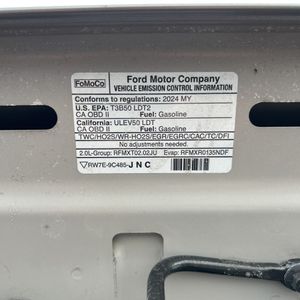 FoMoCo
Ford Motor Company
VEHICLE EMISSION CONTROL INFORMATION
Conforms to regulations: 2024 MY
U.S. EPA: T3B50 LDT2
CA OBD II Fuel: Gasoline
California: ULEV50 LDT
CA OBD II Fuel: Gasoline
TWC/HO2S/WR-HO2S/EGR/EGRC/CAC/TC/DFI
No adjustments needed.
2.0L-Group: RFMXT02.02JU Evap: RFMXR0135NDF
RW7E-9C485-JNC